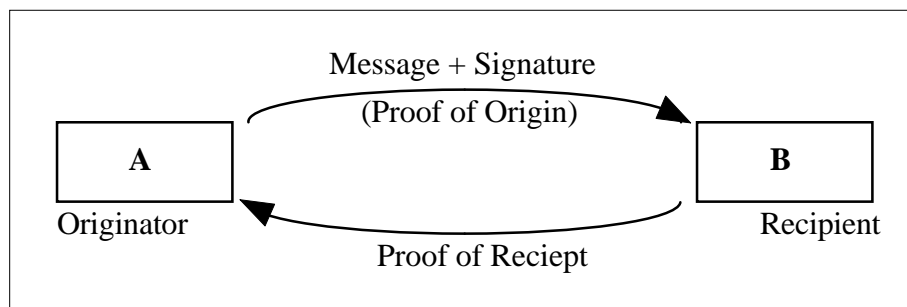 Message + Signature
(Proof of Origin)
A
B
Originator
Recipient
Proof of Reciept